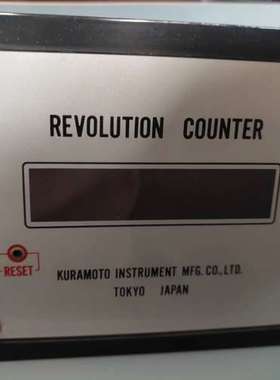 REVOLUTION COUNTER
RESET
KURAMOTO INSTRUMENT MFG.CO.,LTD.
TOKYO JAPAN